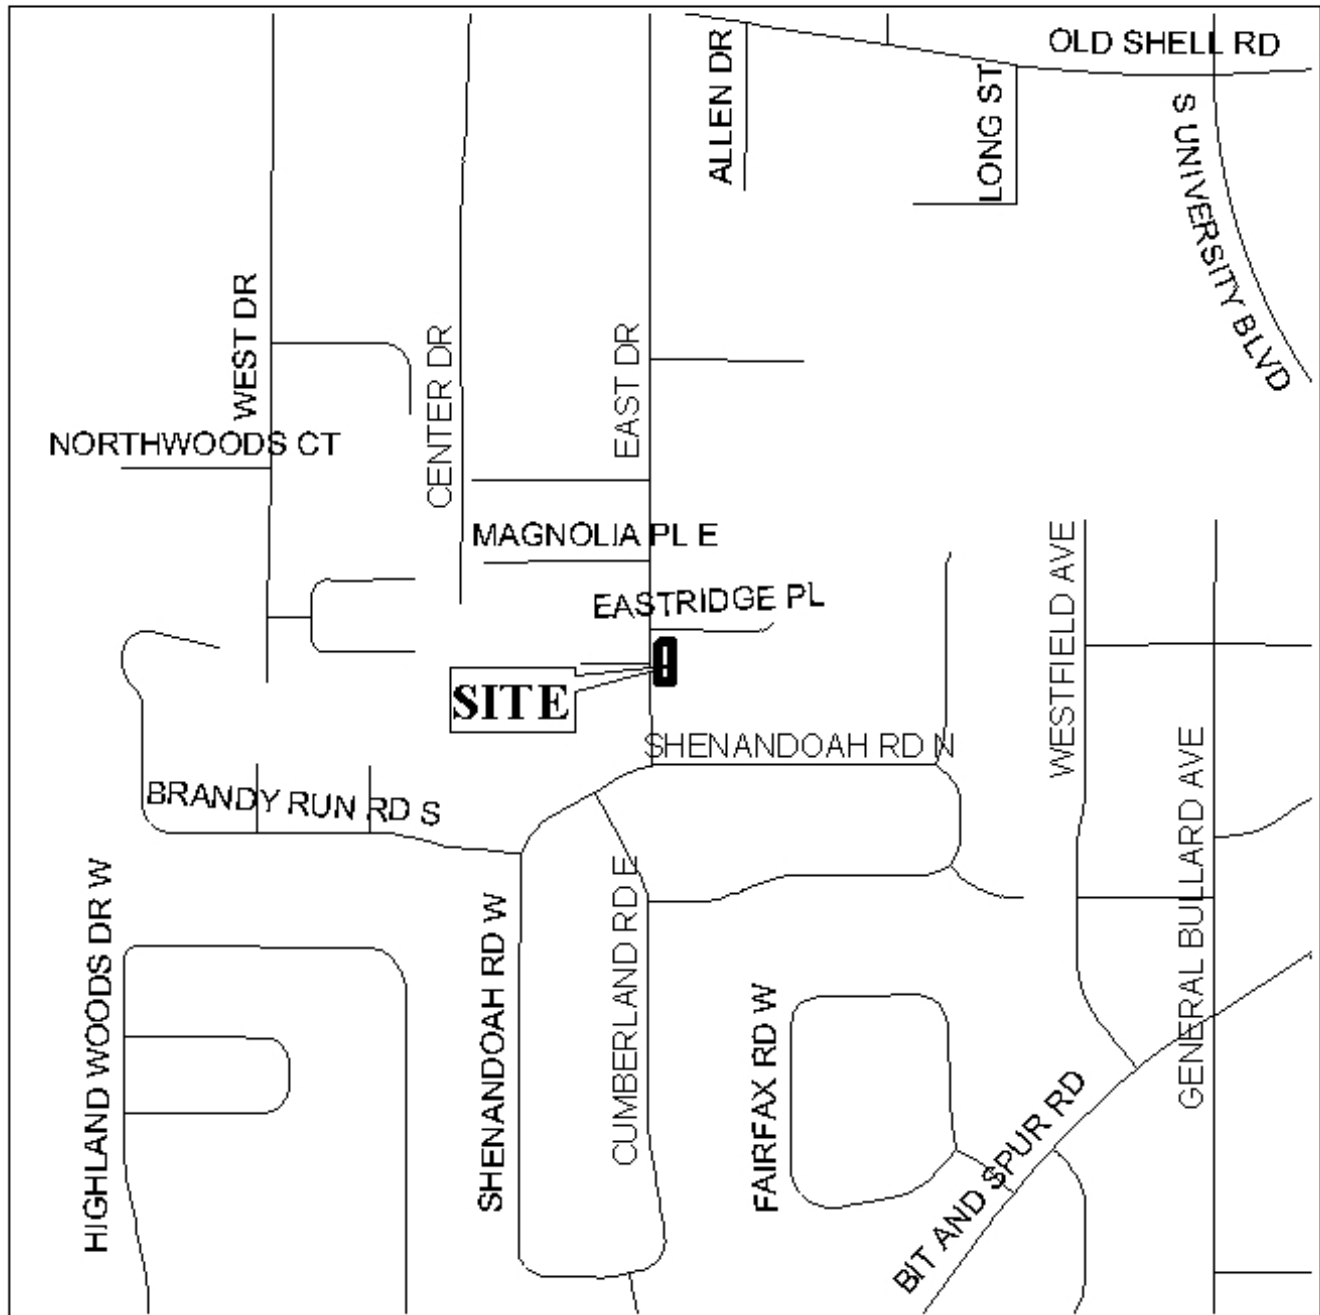 OLD SHELL RD
ALLEN DR
LONG ST
S UNIVERSITY BLVD
WEST DR
CENTER DR
EAST DR
NORTHWOODS CT
MAGNOLIA PL E
EASTRIDGE PL
WESTFIELD AVE
SITE
SHENANDOAH RD N
GENERAL BULLARD AVE
BRANDY RUN RD S
HIGHLAND WOODS DR W
SHENANDOAH RD W
CUMBERLAND RD E
FAIRFAX RD W
BIT AND SPUR RD